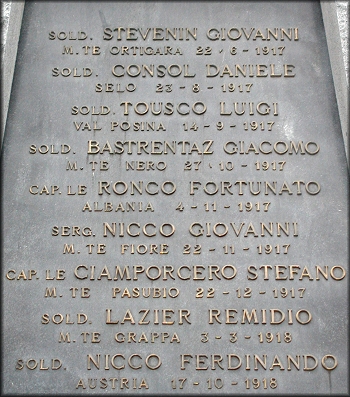 SOLD. STEVENIN GIOVANNI
M. TE ORTIGARA 22-6-1917
SOLD. CONSOL DANIELE
SELO 23-8-1917
SOLD. TOUSCO LUIGI
VAL POSINA 14-9-1917
SOLD. BASTRENTAZ GIACOMO
M. TE NERO 27-10-1917
CAP. LE RONCO FORTUNATO
ALBANIA 4-11-1917
SERG. NICCO GIOVANNI
M. TE FIORE 22-11-1917
CAP. LE CIAMPORCERO STEFANO
M. TE PASUBIO 22-12-1917
SOLD. LAZIER REMIDIO
M. TE GRAPPA 3-3-1918
SOLD. NICCO FERDINANDO
AUSTRIA 17-10-1918